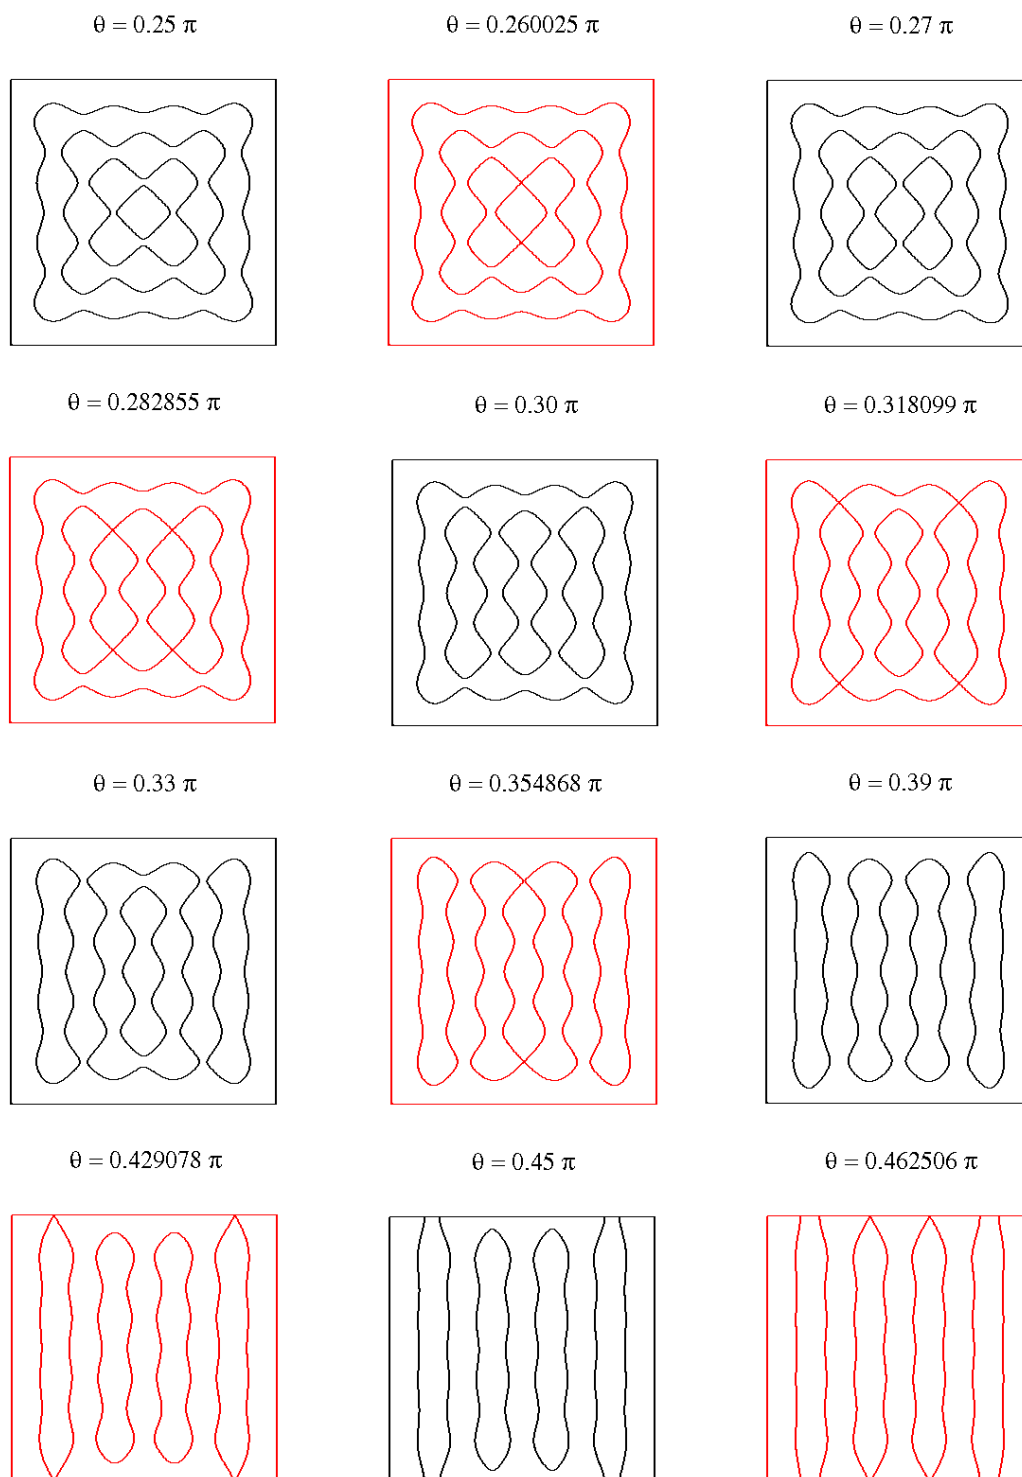 θ = 0.25 π
θ = 0.260025 π
θ = 0.27 π
θ = 0.282855 π
θ = 0.30 π
θ = 0.318099 π
θ = 0.33 π
θ = 0.354868 π
θ = 0.39 π
θ = 0.429078 π
θ = 0.45 π
θ = 0.462506 π